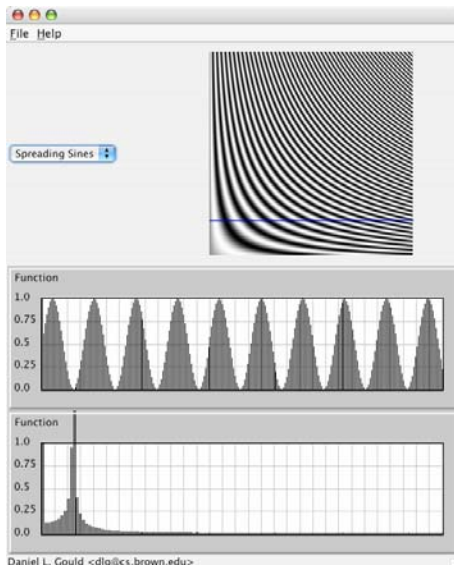 File Help
Spreading Sines
Function
1.0
0.75
0.5
0.25
0.0
Function
1.0
0.75
0.5
0.25
0.0
Daniel L. Gould <dlg@cs.brown.edu>